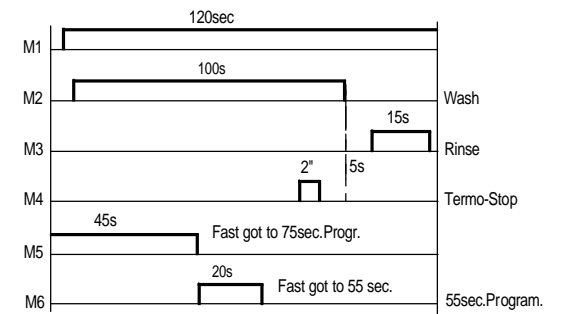 120sec
M1
100s
M2
Wash
15s
M3
Rinse
2"
5s
M4
Termo-Stop
45s
Fast got to 75sec.Progr.
M5
20s
Fast got to 55 sec.
M6
55sec.Program.